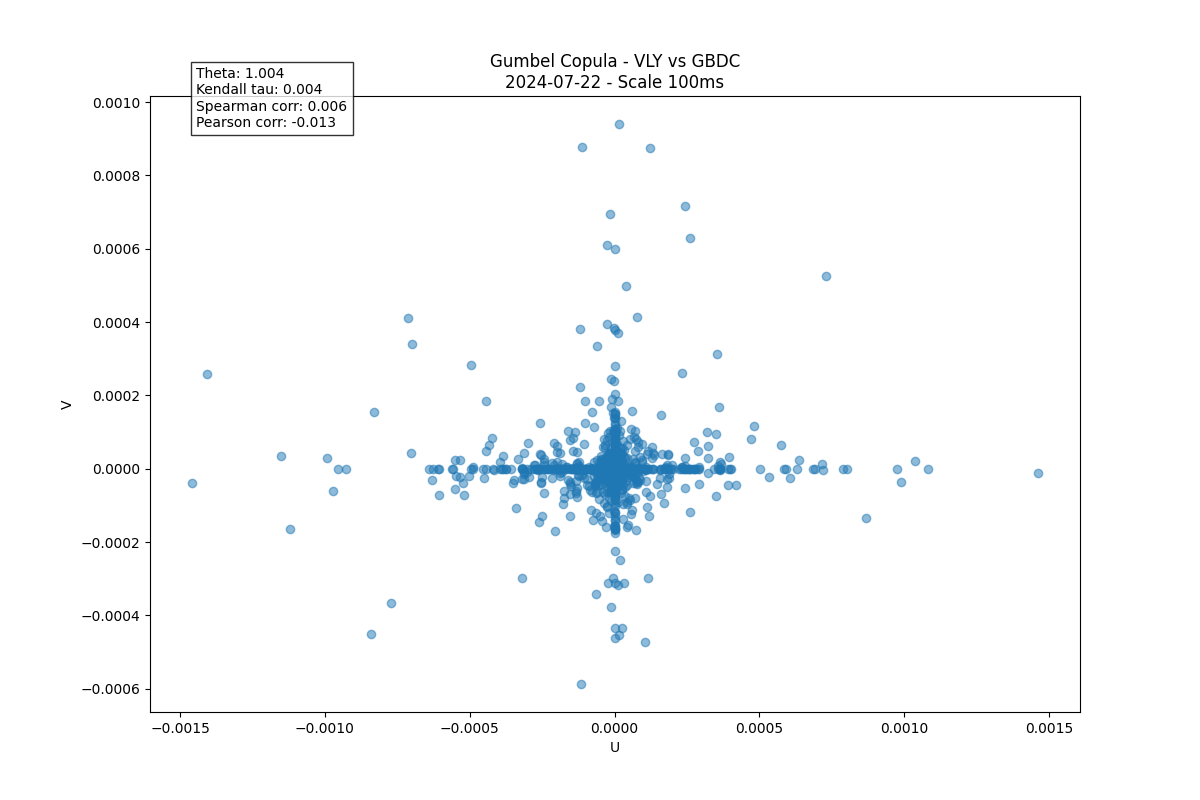 Gumbel Copula - VLY vs GBDC
2024-07-22 - Scale 100ms
Theta: 1.004
Kendall tau: 0.004
Spearman corr: 0.006
Pearson corr: -0.013
0.0010
0.0008
0.0006
0.0004
0.0002
0.0000
−0.0002
−0.0004
−0.0006
V
−0.0015
−0.0010
−0.0005
0.0000
0.0005
0.0010
0.0015
U